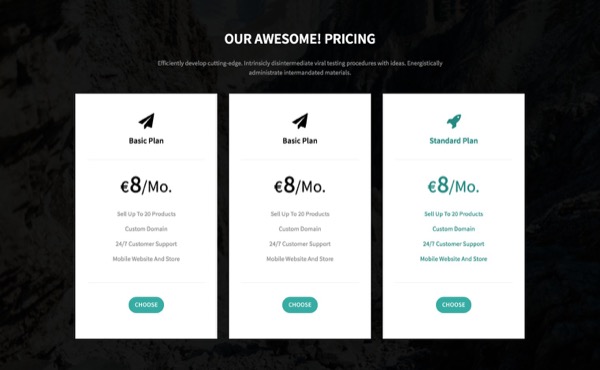 OUR AWESOME! PRICING
Efficiently develop cutting-edge. Intrinsicly disintermediate viral testing procedures with ideas. Energistically
administrate intermandated materials.
Basic Plan
€8/Mo.
Sell Up To 20 Products
Custom Domain
24/7 Customer Support
Mobile Website And Store
CHOOSE
Basic Plan
€8/Mo.
Sell Up To 20 Products
Custom Domain
24/7 Customer Support
Mobile Website And Store
CHOOSE
Standard Plan
€8/Mo.
Sell Up To 20 Products
Custom Domain
24/7 Customer Support
Mobile Website And Store
CHOOSE